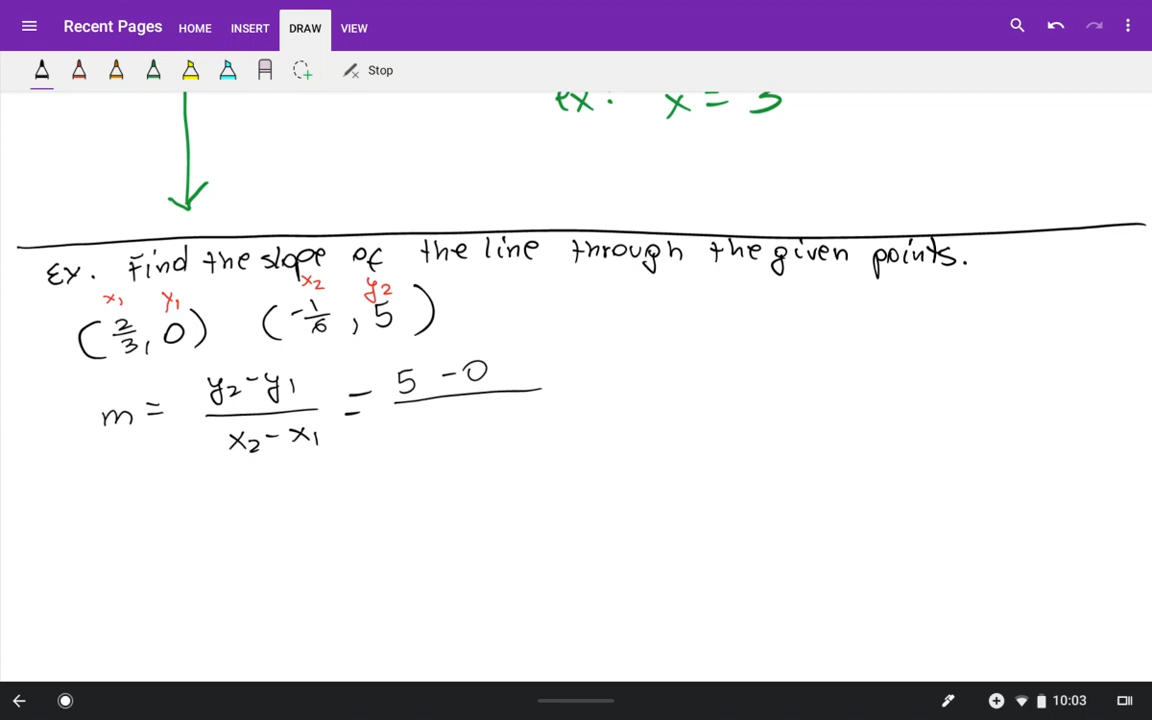 Recent Pages HOME INSERT DRAW VIEW
Stop
ex: x = 3
Ex. Find the slope of the line through the given points.
x₁ y₁ x₂ y₂
(2/3, 0) (-1/6, 5)
m = y₂-y₁/x₂-x₁ = 5-0
10:03